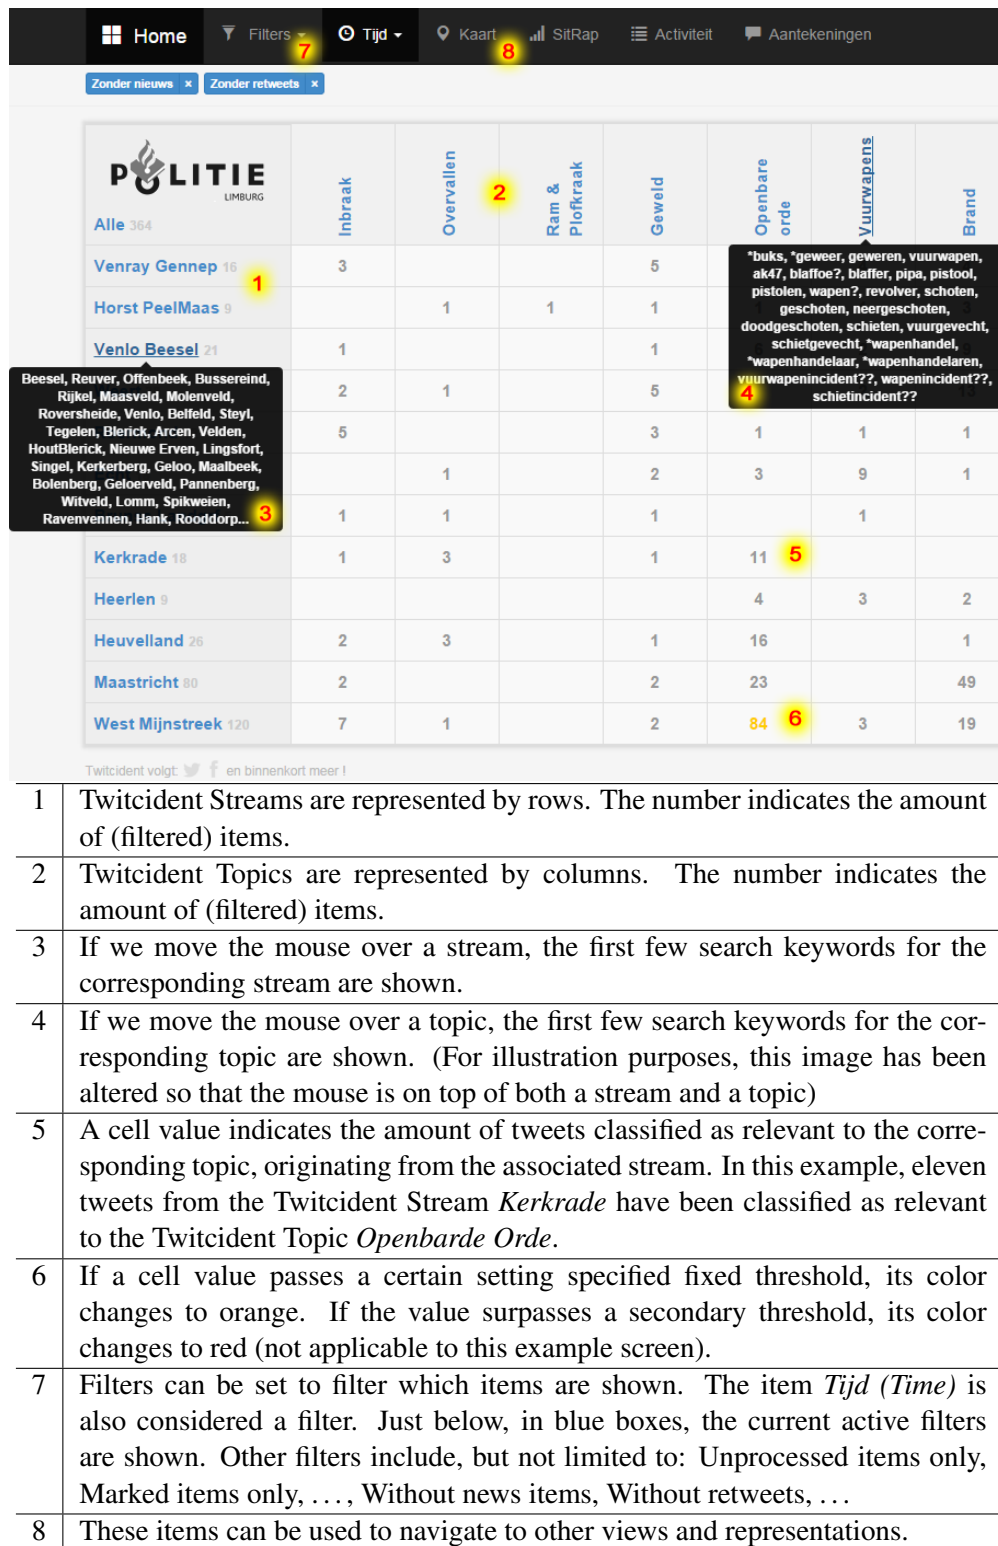 Home Filters Tijd Kaart SitRap Activiteit Aantekeningen
7 8
Zonder nieuws × Zonder retweets ×
POLITIE
LIMBURG
Alle 364
Inbraak
Overvallen
2
Ram &
Plofkraak
Geweld
Openbare
orde
Vuurwapens
Brand
Venray Gennep 16 3 5
1
Horst PeelMaas 9 1 1 1
Venlo Beesel 21 1 1
*buks, *geweer, geweren, vuurwapen,
ak47, blaffoe?, blaffer, pipa, pistool,
pistolen, wapen?, revolver, schoten,
geschoten, neergeschoten,
doodgeschoten, schieten, vuurgevecht,
schietgevecht, *wapenhandel,
*wapenhandelaar, *wapenhandelaren,
vuurwapenincident??, wapenincident??,
schietincident??
4
Beesel, Reuver, Offenbeek, Bussereind,
Rijkel, Maasveld, Molenveld,
Roversheide, Venlo, Belfeld, Steyl,
Tegelen, Blerick, Arcen, Velden,
HoutBlerick, Nieuwe Erven, Lingsfort,
Singel, Kerkerberg, Geloo, Maalbeek,
Bolenberg, Geloerveld, Pannenberg,
Witveld, Lomm, Spikweien,
Ravenvennen, Hank, Rooddorp...
3
2 1 5 13
5 3 1 1 1
1 2 3 9 1
1 1 1 1
Kerkrade 18 1 3 1 11 5
Heerlen 9 4 3 2
Heuvelland 26 2 3 1 16 1
Maastricht 80 2 2 23 49
West Mijnstreek 120 7 1 2 84 6 3 19
Twitcident volgt: en binnenkort meer !
1 Twitcident Streams are represented by rows. The number indicates the amount
of (filtered) items.
2 Twitcident Topics are represented by columns. The number indicates the
amount of (filtered) items.
3 If we move the mouse over a stream, the first few search keywords for the
corresponding stream are shown.
4 If we move the mouse over a topic, the first few search keywords for the cor-
responding topic are shown. (For illustration purposes, this image has been
altered so that the mouse is on top of both a stream and a topic)
5 A cell value indicates the amount of tweets classified as relevant to the corre-
sponding topic, originating from the associated stream. In this example, eleven
tweets from the Twitcident Stream Kerkrade have been classified as relevant
to the Twitcident Topic Openbarde Orde.
6 If a cell value passes a certain setting specified fixed threshold, its color
changes to orange. If the value surpasses a secondary threshold, its color
changes to red (not applicable to this example screen).
7 Filters can be set to filter which items are shown. The item Tijd (Time) is
also considered a filter. Just below, in blue boxes, the current active filters
are shown. Other filters include, but not limited to: Unprocessed items only,
Marked items only, . . . , Without news items, Without retweets, . . .
8 These items can be used to navigate to other views and representations.